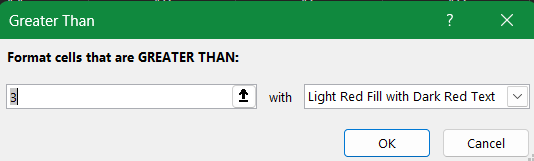 Greater Than ?
Format cells that are GREATER THAN:
3 with Light Red Fill with Dark Red Text
OK Cancel